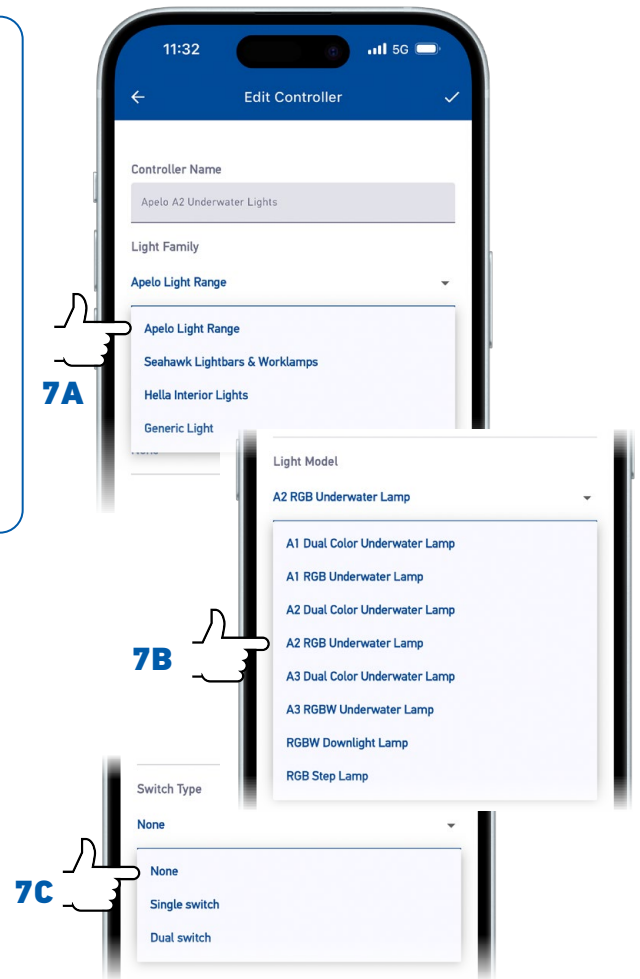 11:32
5G
Edit Controller
Controller Name
Apelo A2 Underwater Lights
Light Family
Apelo Light Range
Apelo Light Range
Seahawk Lightbars & Worklamps
Hella Interior Lights
Generic Light
7A
Light Model
A2 RGB Underwater Lamp
A1 Dual Color Underwater Lamp
A1 RGB Underwater Lamp
A2 Dual Color Underwater Lamp
A2 RGB Underwater Lamp
A3 Dual Color Underwater Lamp
A3 RGBW Underwater Lamp
RGBW Downlight Lamp
RGB Step Lamp
7B
Switch Type
None
None
Single switch
Dual switch
7C